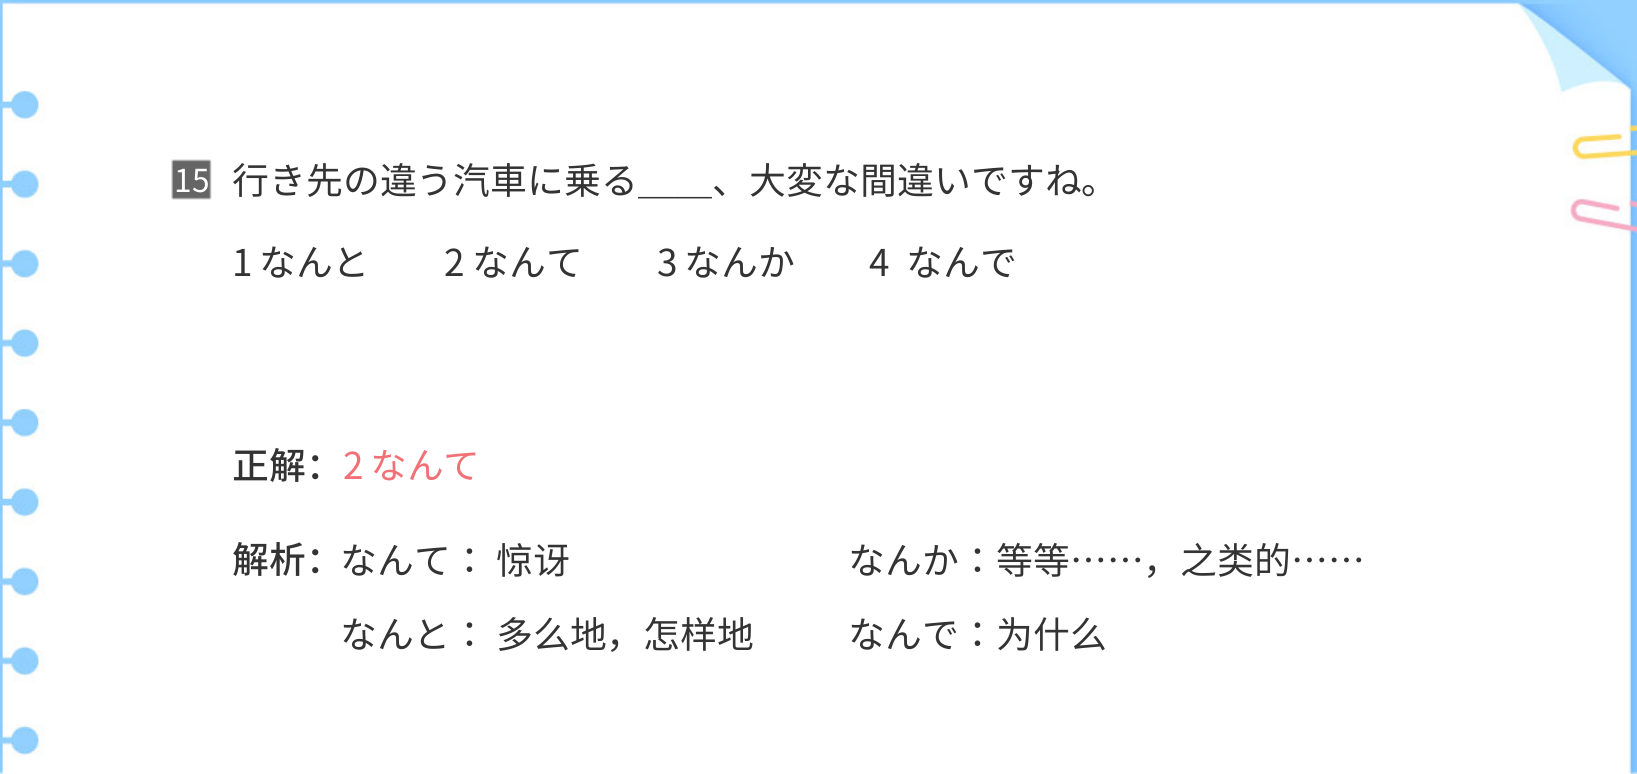 15 行き先の違う汽車に乗る____、大変な間違いですね。
1 なんと 2 なんて 3 なんか 4 なんで
正解：2 なんて
解析：なんて： 惊讶 なんか：等等……，之类的……
なんと： 多么地，怎样地 なんで：为什么